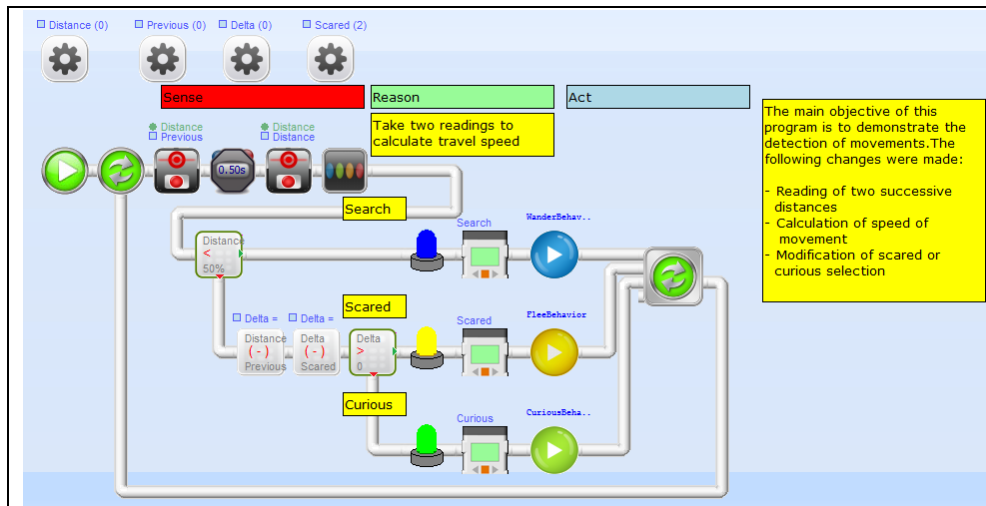 Distance (0)
Previous (0)
Delta (0)
Scared (2)
Sense
Reason
Act
Take two readings to
calculate travel speed
The main objective of this
program is to demonstrate the
detection of movements.The
following changes were made:
- Reading of two successive
distances
- Calculation of speed of
movement
- Modification of scared or
curious selection
Distance
Previous
Distance
Distance
0.50s
Search
Distance
<
50%
Search
WanderBehav..
Scared
Delta =
Delta =
Distance
(-)
Previous
Delta
(-)
Scared
Delta
>
0
Scared
FleeBehavior
Curious
Curious
CuriousBeha..